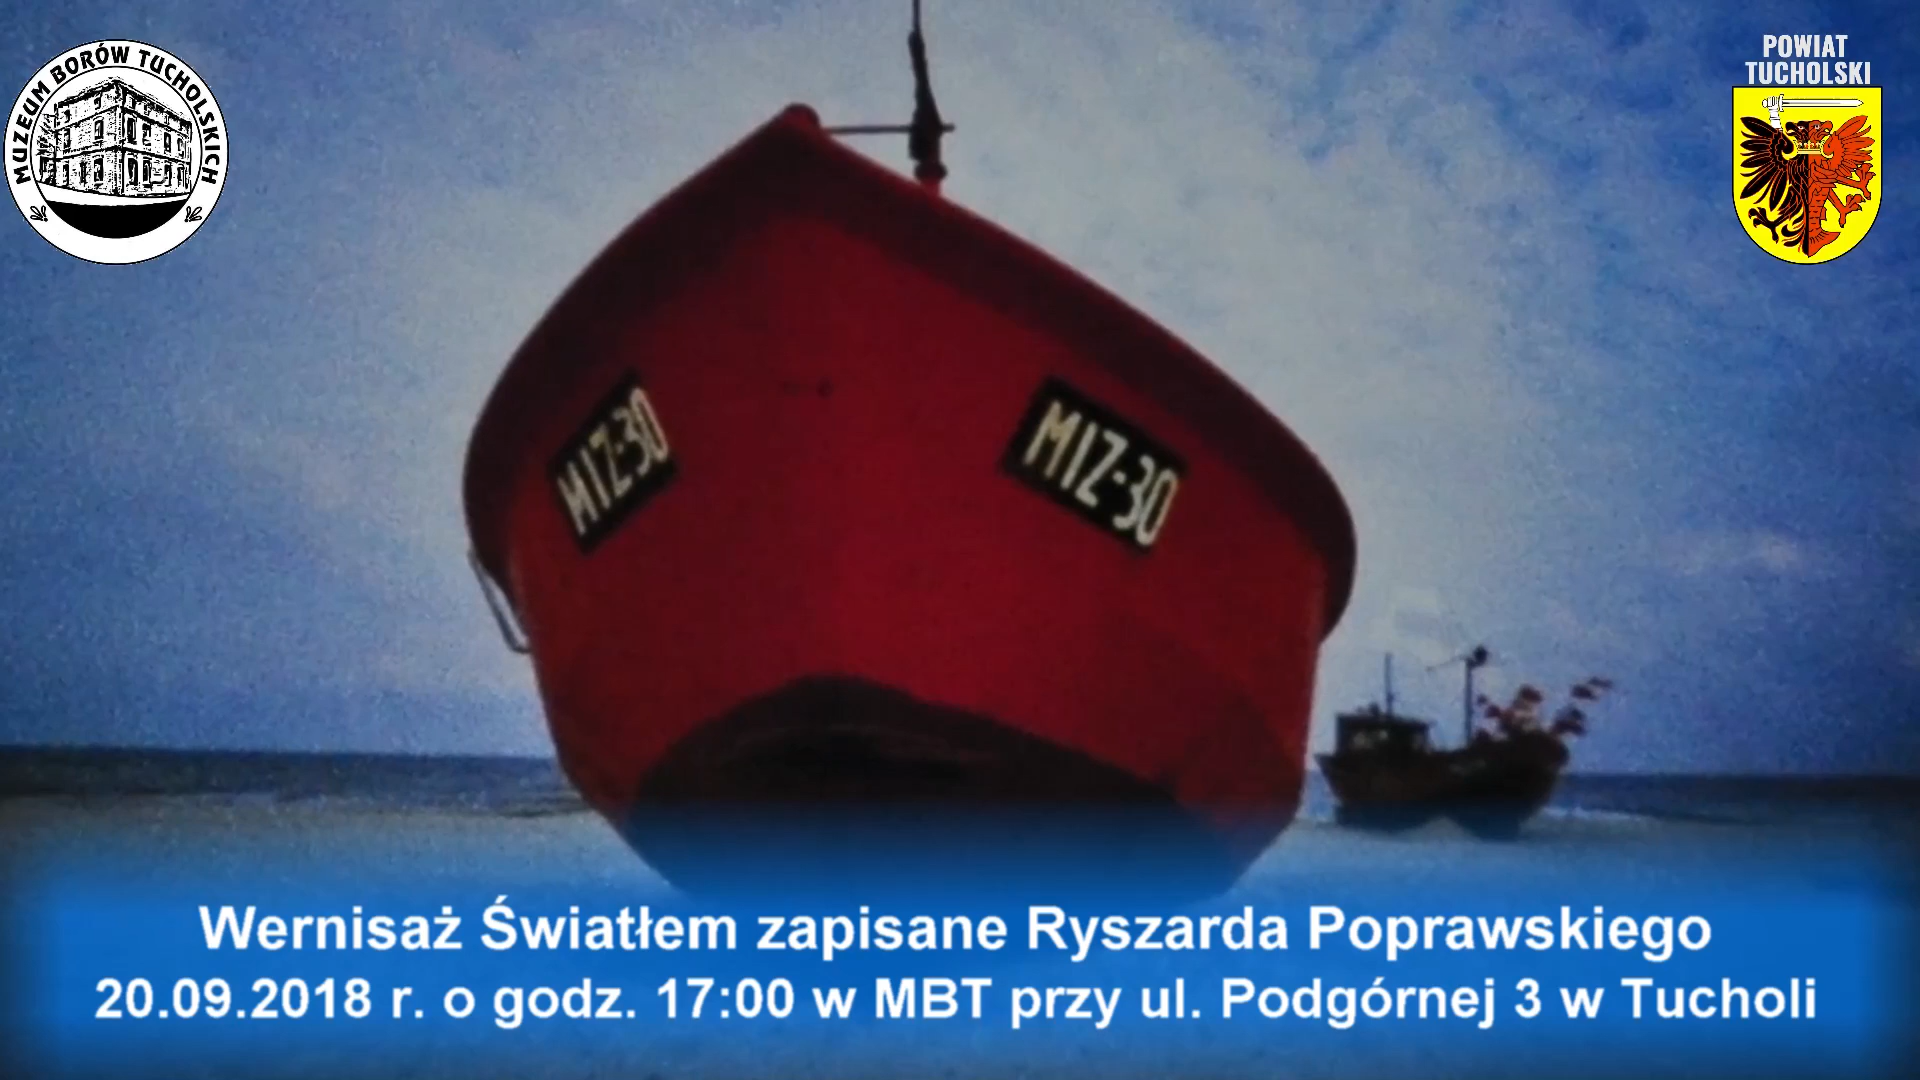 MUZEUM BORÓW TUCHOLSKICH
POWIAT
TUCHOLSKI
MIZ-30
MIZ-30
Wernisaż Światłem zapisane Ryszarda Poprawskiego
20.09.2018 r. o godz. 17:00 w MBT przy ul. Podgórnej 3 w Tucholi